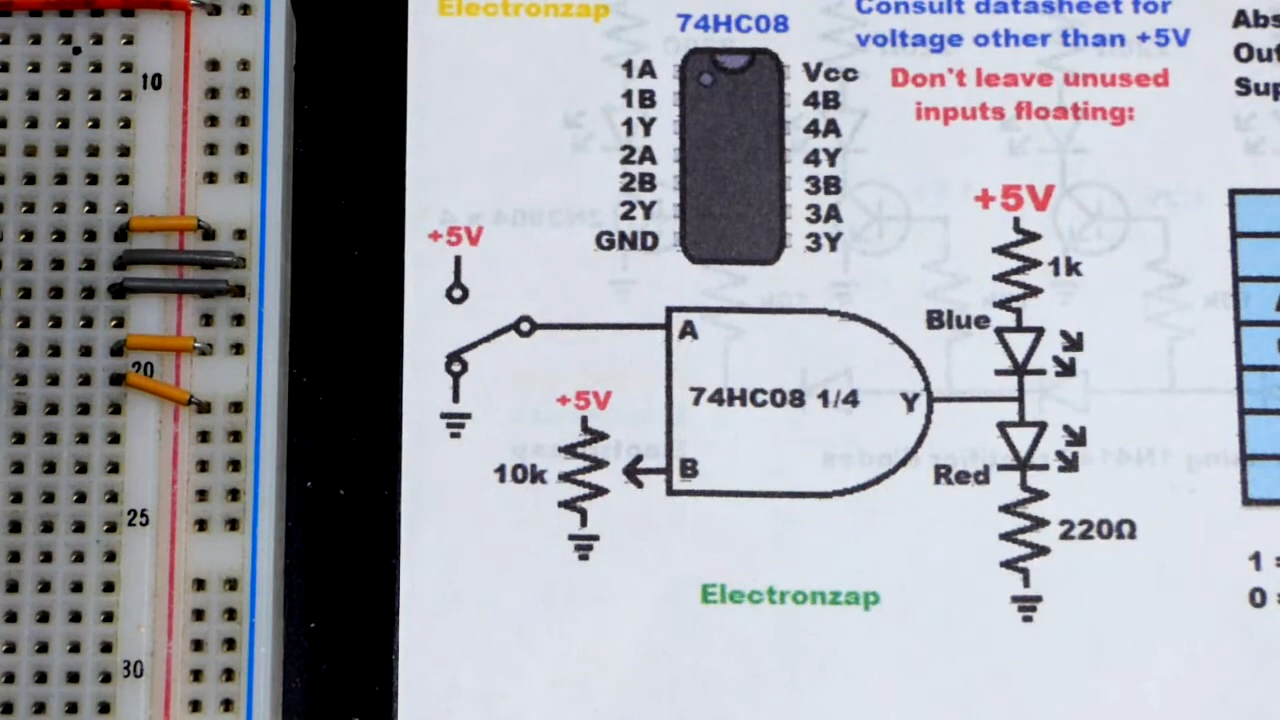 Electronzap
74HC08
Consult datasheet for
voltage other than +5V
Don't leave unused
inputs floating:
1A
1B
1Y
2A
2B
2Y
GND
Vcc
4B
4A
4Y
3B
3A
3Y
+5V
+5V
1k
Blue
A
74HC08 1/4
Y
+5V
10k
B
Red
220Ω
Electronzap
10
20
25
30
1 =
0 =